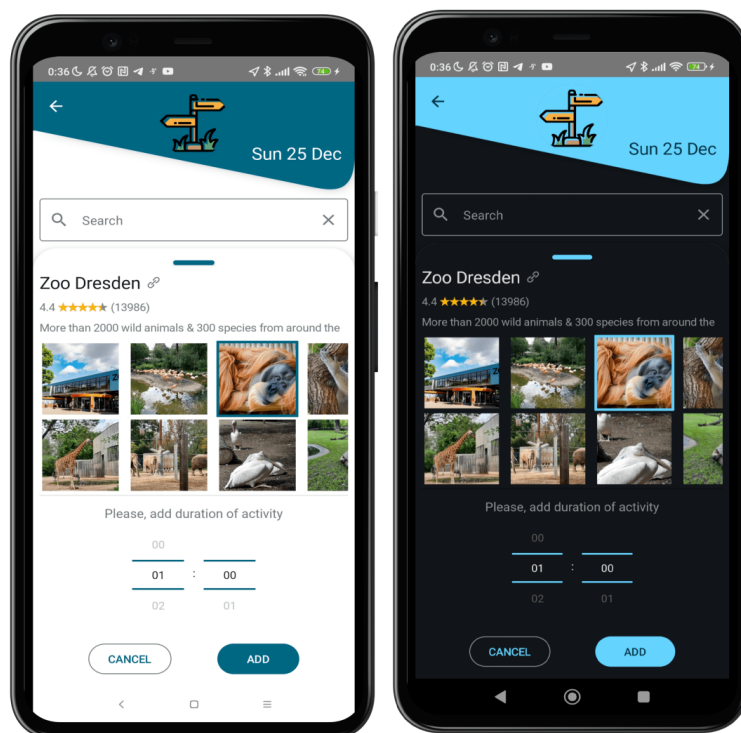 0:36
74
Sun 25 Dec
Search
Zoo Dresden
4.4 (13986)
More than 2000 wild animals & 300 species from around the
Please, add duration of activity
00
01 : 00
02 01
CANCEL ADD
0:36
74
Sun 25 Dec
Search
Zoo Dresden
4.4 (13986)
More than 2000 wild animals & 300 species from around the
Please, add duration of activity
00
01 : 00
02 01
CANCEL ADD